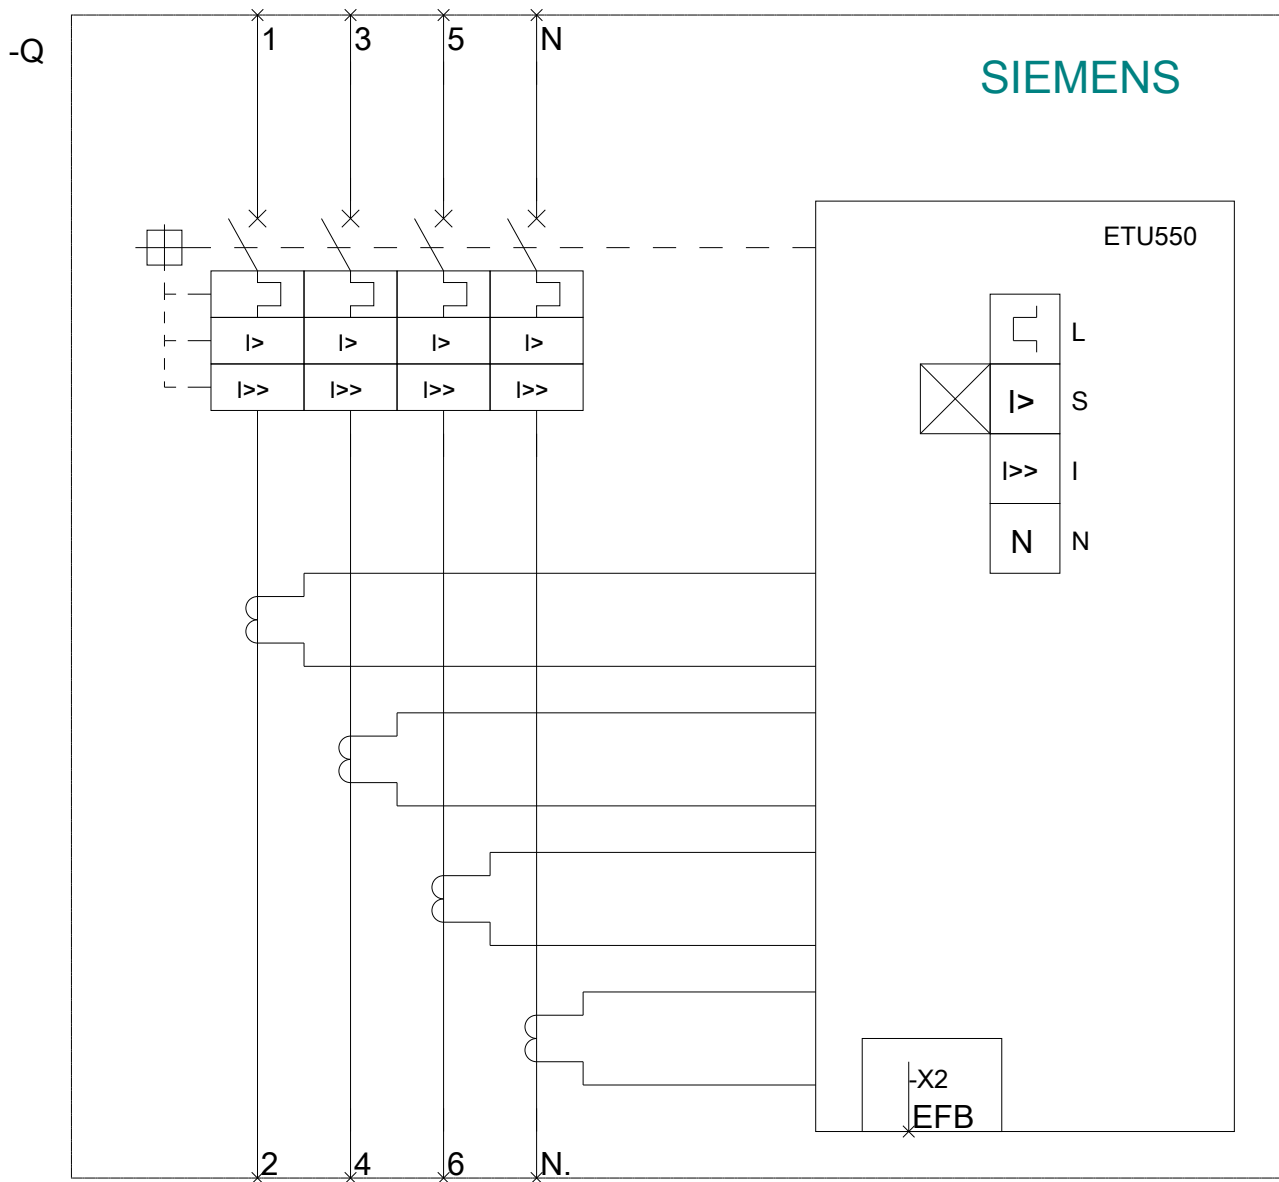 1 3 5 N
-Q
SIEMENS
ETU550
L
I> I> I> I>
I>> I>> I>> I>>
I> S
I>> I
N N
-X2
EFB
2 4 6 N.